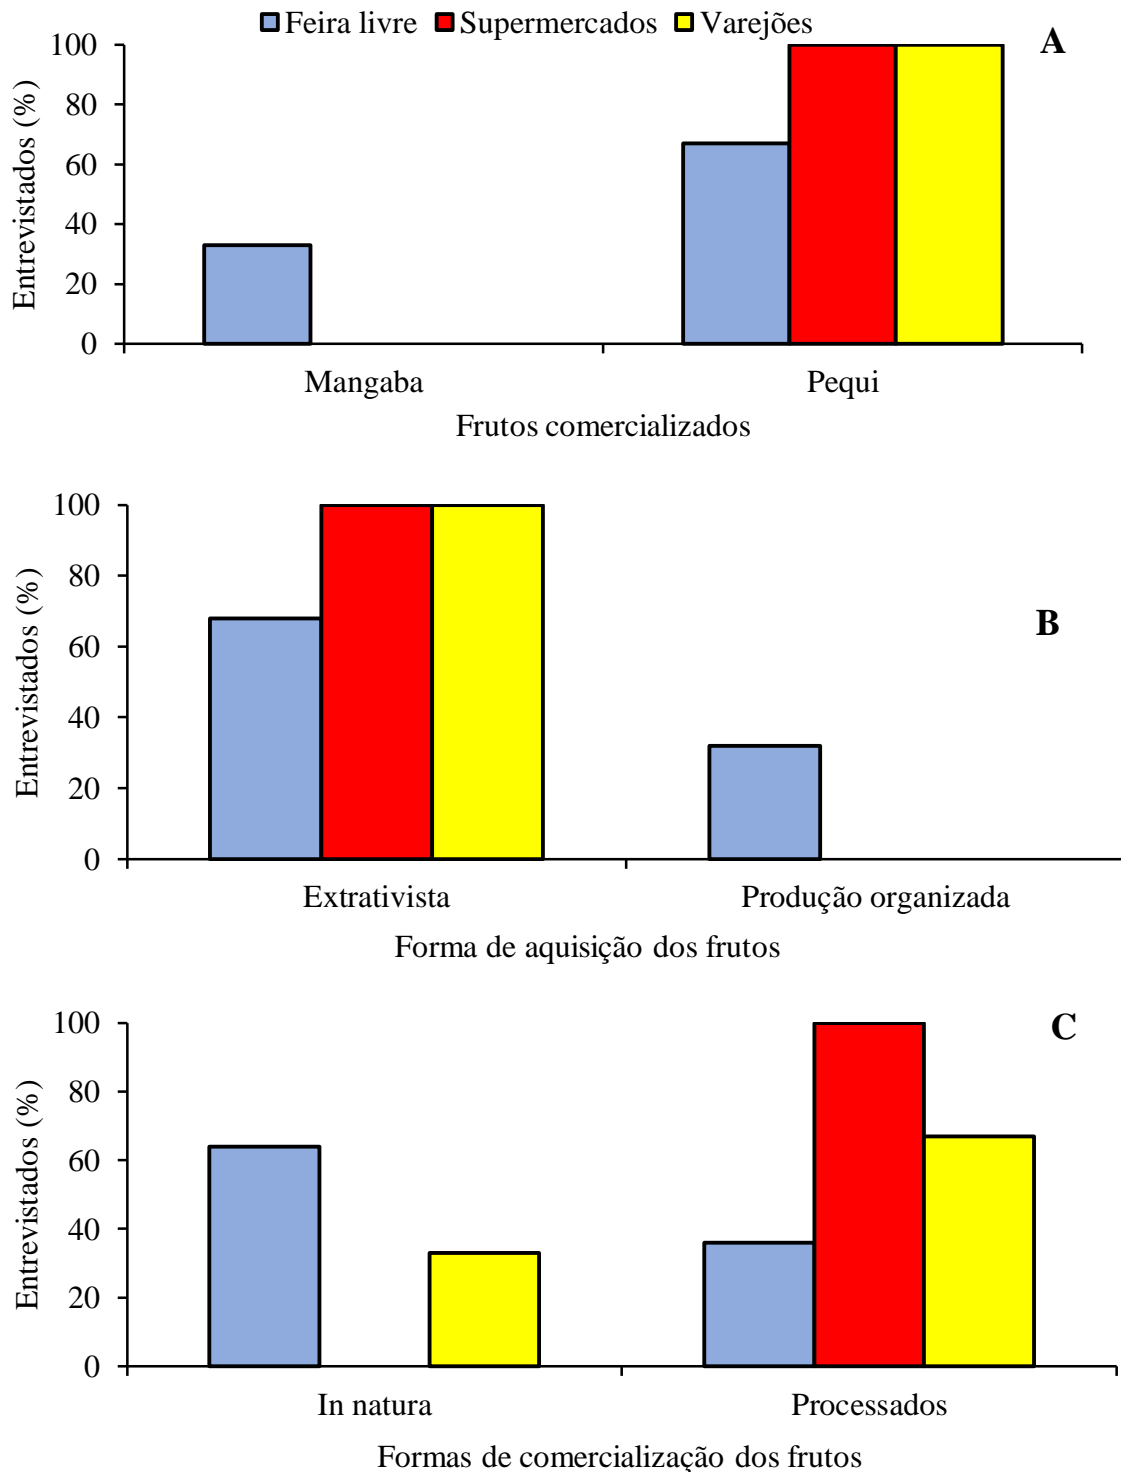 Feira livre Supermercados Varejões
A
Entrevistados (%)
100
80
60
40
20
0
Mangaba Pequi
Frutos comercializados
B
Entrevistados (%)
100
80
60
40
20
0
Extrativista Produção organizada
Forma de aquisição dos frutos
C
Entrevistados (%)
100
80
60
40
20
0
In natura Processados
Formas de comercialização dos frutos